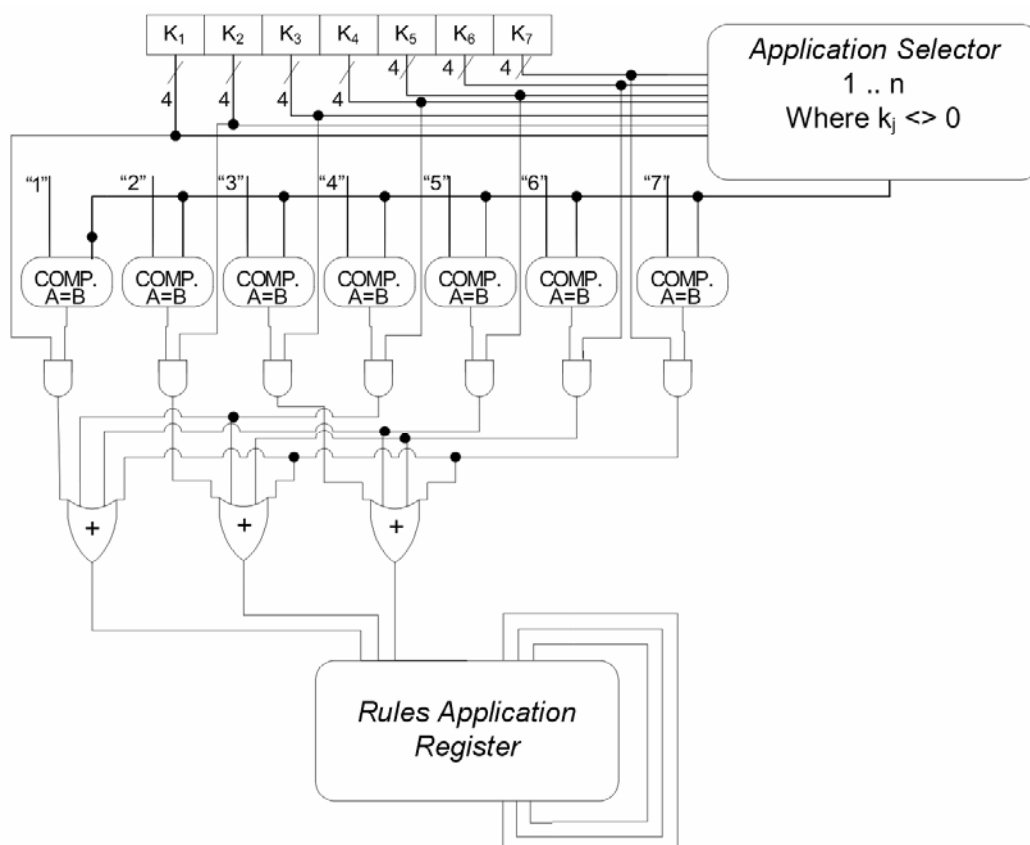 K1 K2 K3 K4 K5 K6 K7
4 4 4 4 4 4 4
Application Selector
1 .. n
Where kj <> 0
“1” “2” “3” “4” “5” “6” “7”
COMP. COMP. COMP. COMP. COMP. COMP. COMP.
A=B A=B A=B A=B A=B A=B A=B
+ + +
Rules Application
Register